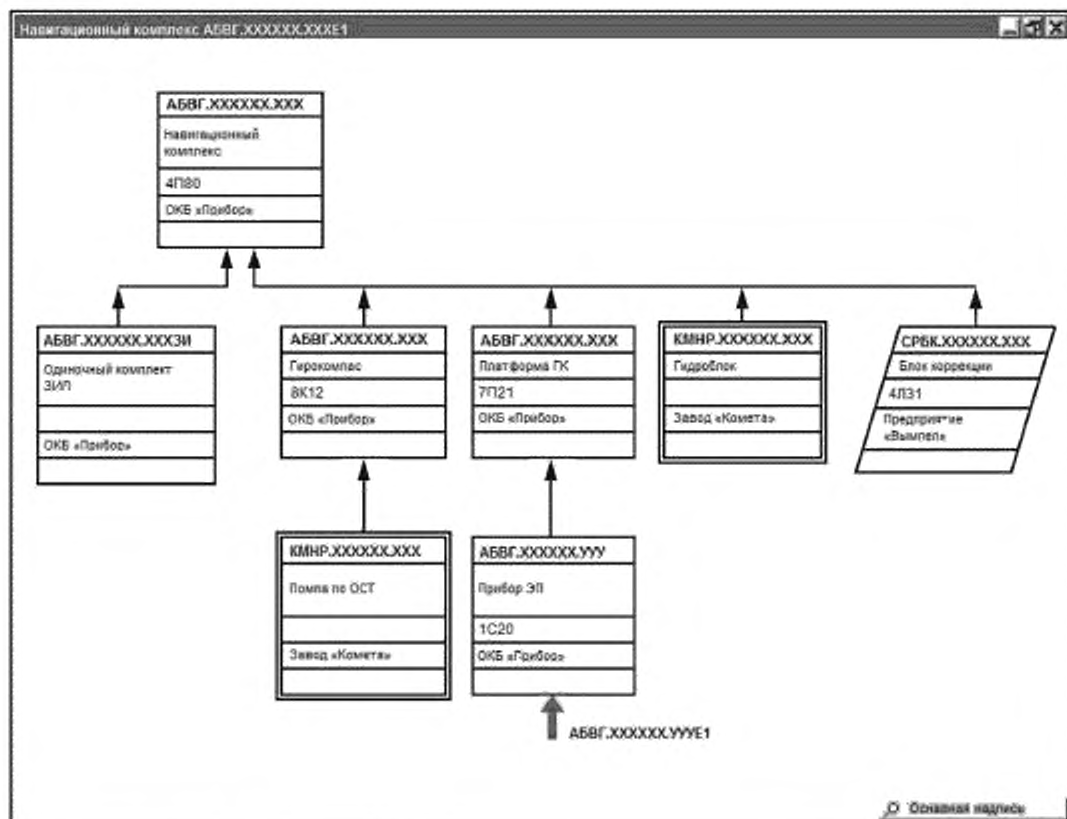 Навигационный комплекс АБВГ.XXXXXX.XXXE1
АБВГ.XXXXXX.XXX
Навигационный
комплекс
4П80
ОКБ «Прибор»
АБВГ.XXXXXX.XXXЗИ
Одиночный комплект
ЗИП
ОКБ «Прибор»
АБВГ.XXXXXX.XXX
Гирокомпас
8К12
ОКБ «Прибор»
АБВГ.XXXXXX.XXX
Платформа ГК
7П21
ОКБ «Прибор»
КМНР.XXXXXX.XXX
Гидроблок
Завод «Комета»
СРБК.XXXXXX.XXX
Блок коррекции
4Л31
Предприятие
«Вымпел»
КМНР.XXXXXX.XXX
Помпа по ОСТ
Завод «Комета»
АБВГ.XXXXXX.УУУ
Прибор ЭП
1С20
ОКБ «Прибор»
АБВГ.XXXXXX.УУУЕ1
Основная надпись